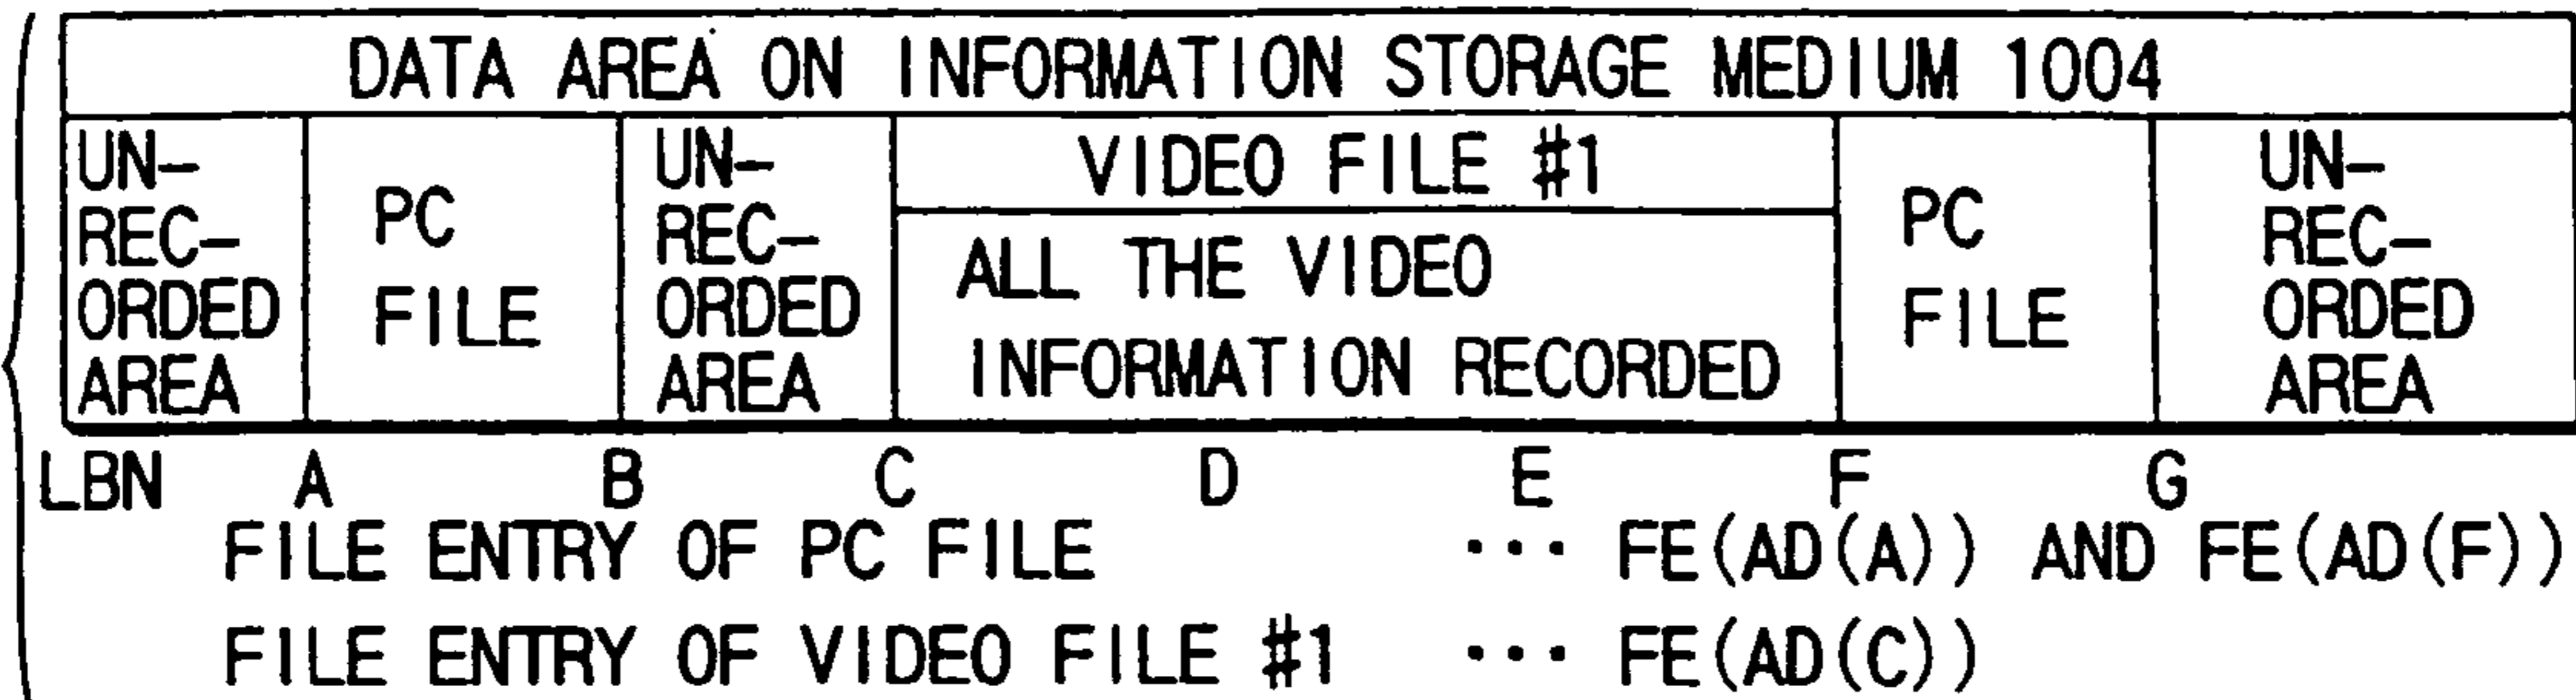 DATA AREA ON INFORMATION STORAGE MEDIUM 1004
UN-
REC-
ORDED
AREA
PC
FILE
UN-
REC-
ORDED
AREA
VIDEO FILE #1
ALL THE VIDEO
INFORMATION RECORDED
PC
FILE
UN-
REC-
ORDED
AREA
LBN A B C D E F G
FILE ENTRY OF PC FILE ··· FE(AD(A)) AND FE(AD(F))
FILE ENTRY OF VIDEO FILE #1 ··· FE(AD(C))